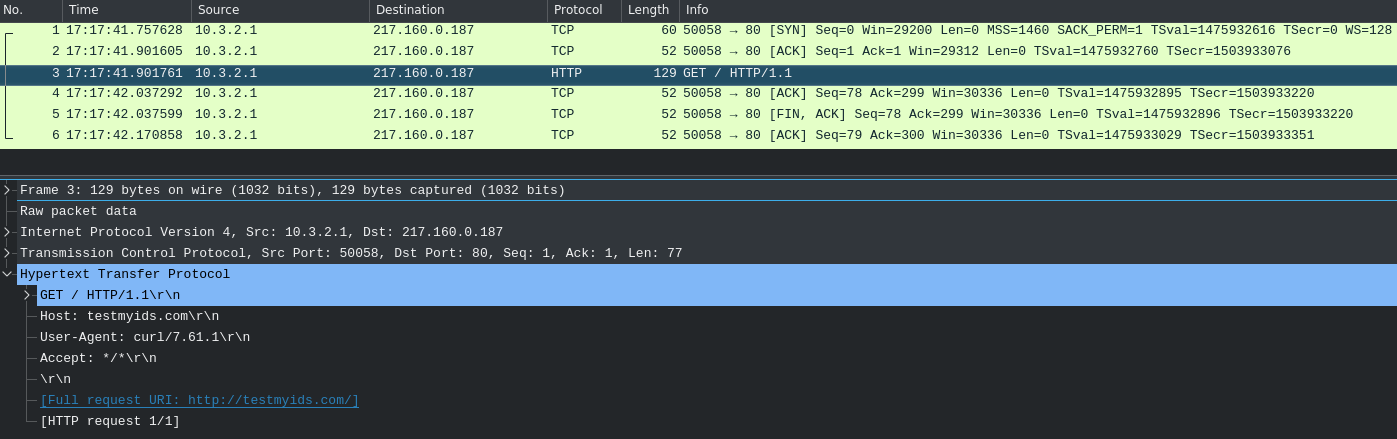 No. Time Source Destination Protocol Length Info
1 17:17:41.757628 10.3.2.1 217.160.0.187 TCP 60 50058 → 80 [SYN] Seq=0 Win=29200 Len=0 MSS=1460 SACK_PERM=1 TSval=1475932616 TSecr=0 WS=128
2 17:17:41.901605 10.3.2.1 217.160.0.187 TCP 52 50058 → 80 [ACK] Seq=1 Ack=1 Win=29312 Len=0 TSval=1475932760 TSecr=1503933076
3 17:17:41.901761 10.3.2.1 217.160.0.187 HTTP 129 GET / HTTP/1.1
4 17:17:42.037292 10.3.2.1 217.160.0.187 TCP 52 50058 → 80 [ACK] Seq=78 Ack=299 Win=30336 Len=0 TSval=1475932895 TSecr=1503933220
5 17:17:42.037599 10.3.2.1 217.160.0.187 TCP 52 50058 → 80 [FIN, ACK] Seq=78 Ack=299 Win=30336 Len=0 TSval=1475932896 TSecr=1503933220
6 17:17:42.170858 10.3.2.1 217.160.0.187 TCP 52 50058 → 80 [ACK] Seq=79 Ack=300 Win=30336 Len=0 TSval=1475933029 TSecr=1503933351
Frame 3: 129 bytes on wire (1032 bits), 129 bytes captured (1032 bits)
Raw packet data
Internet Protocol Version 4, Src: 10.3.2.1, Dst: 217.160.0.187
Transmission Control Protocol, Src Port: 50058, Dst Port: 80, Seq: 1, Ack: 1, Len: 77
Hypertext Transfer Protocol
GET / HTTP/1.1\r\n
Host: testmyids.com\r\n
User-Agent: curl/7.61.1\r\n
Accept: */*\r\n
\r\n
[Full request URI: http://testmyids.com/]
[HTTP request 1/1]